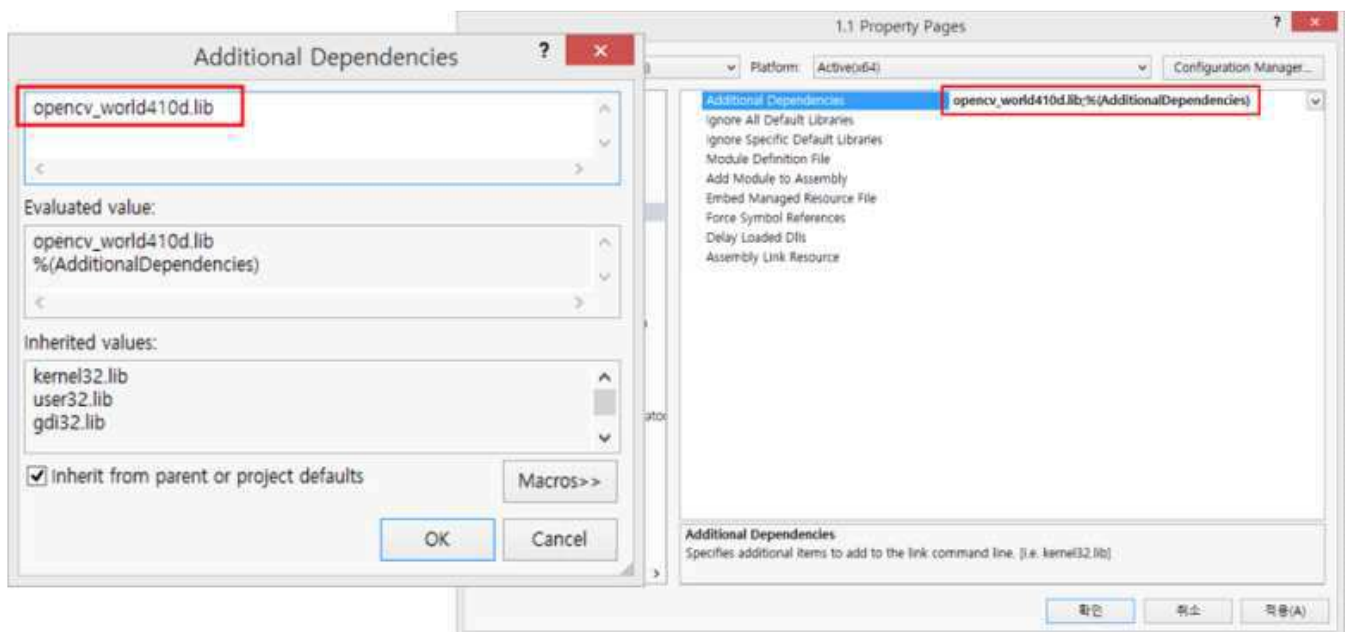 Additional Dependencies
?
opencv_world410d.lib
Evaluated value:
opencv_world410d.lib
%(AdditionalDependencies)
Inherited values:
kernel32.lib
user32.lib
gdi32.lib
Inherit from parent or project defaults
Macros>>
OK
Cancel
1.1 Property Pages
?
Platform: Active(x64)
Configuration Manager...
Additional Dependencies
opencv_world410d.lib;%(AdditionalDependencies)
Ignore All Default Libraries
Ignore Specific Default Libraries
Module Definition File
Add Module to Assembly
Embed Managed Resource File
Force Symbol References
Delay Loaded Dlls
Assembly Link Resource
Additional Dependencies
Specifies additional items to add to the link command line. [i.e. kernel32.lib]
확인
취소
적용(A)